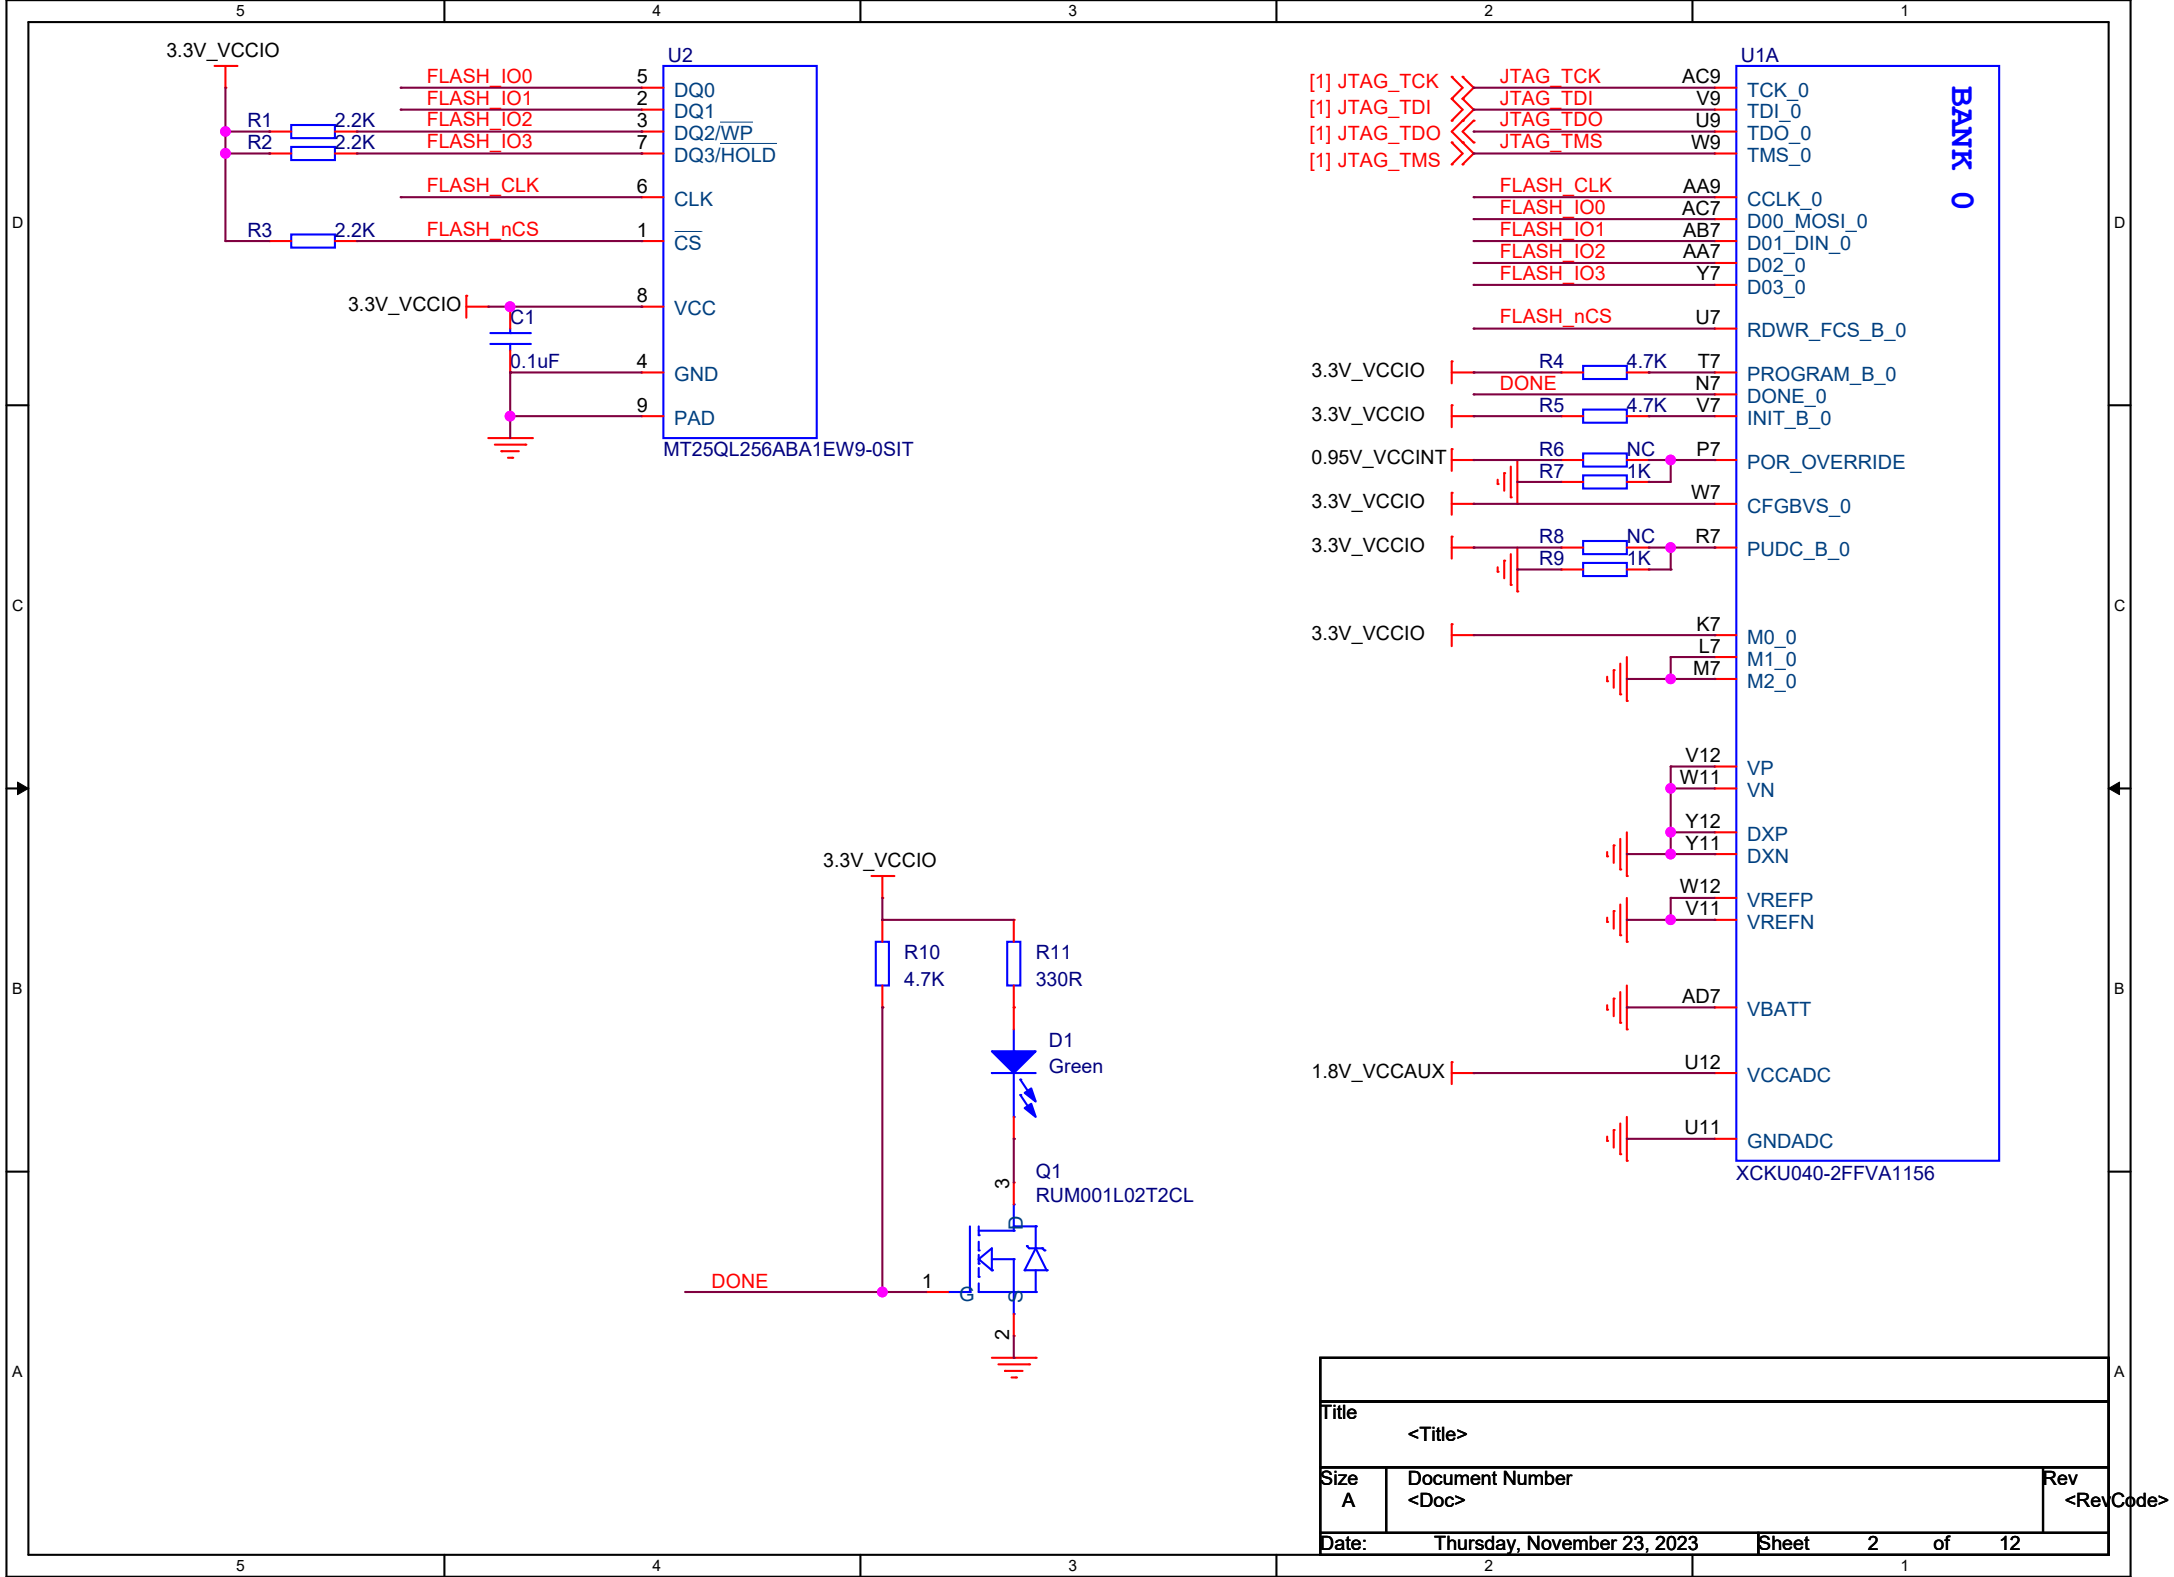 5 4 3 2 1
3.3V_VCCIO
U2
FLASH_IO0 5 DQ0
FLASH_IO1 2 DQ1
R1 2.2K FLASH_IO2 3 DQ2/WP
R2 2.2K FLASH_IO3 7 DQ3/HOLD
FLASH_CLK 6 CLK
R3 2.2K FLASH_nCS 1 CS
3.3V_VCCIO 8 VCC
C1
0.1uF
4 GND
9 PAD
MT25QL256ABA1EW9-0SIT
U1A
BANK 0
[1] JTAG_TCK JTAG_TCK AC9 TCK_0
[1] JTAG_TDI JTAG_TDI V9 TDI_0
[1] JTAG_TDO JTAG_TDO U9 TDO_0
[1] JTAG_TMS JTAG_TMS W9 TMS_0
FLASH_CLK AA9 CCLK_0
FLASH_IO0 AC7 D00_MOSI_0
FLASH_IO1 AB7 D01_DIN_0
FLASH_IO2 AA7 D02_0
FLASH_IO3 Y7 D03_0
FLASH_nCS U7 RDWR_FCS_B_0
3.3V_VCCIO R4 4.7K T7 PROGRAM_B_0
DONE N7 DONE_0
3.3V_VCCIO R5 4.7K V7 INIT_B_0
0.95V_VCCINT R6 NC P7 POR_OVERRIDE
R7 1K
3.3V_VCCIO W7 CFGBVS_0
3.3V_VCCIO R8 NC R7 PUDC_B_0
R9 1K
3.3V_VCCIO K7 M0_0
L7 M1_0
M7 M2_0
V12 VP
W11 VN
Y12 DXP
Y11 DXN
W12 VREFP
V11 VREFN
AD7 VBATT
1.8V_VCCAUX U12 VCCADC
U11 GNDADC
XCKU040-2FFVA1156
3.3V_VCCIO
R10
4.7K
R11
330R
D1
Green
Q1
RUM001L02T2CL
3
D
DONE 1 G
S
2
D D
C C
B B
A A
Title
<Title>
Size
A
Document Number
<Doc>
Rev
<RevCode>
Date: Thursday, November 23, 2023 Sheet 2 of 12
5 4 3 2 1